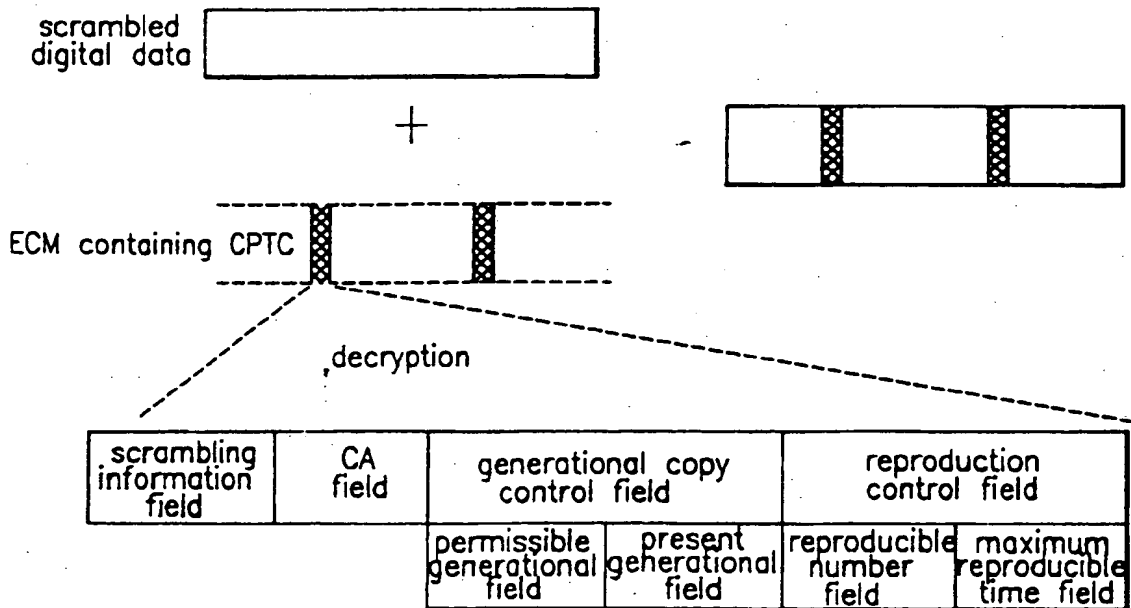 scrambled
digital data
+
ECM containing CPTC
decryption
scrambling
information
field
CA
field
generational copy
control field
reproduction
control field
permissible
generational
field
present
generational
field
reproducible
number
field
maximum
reproducible
time field